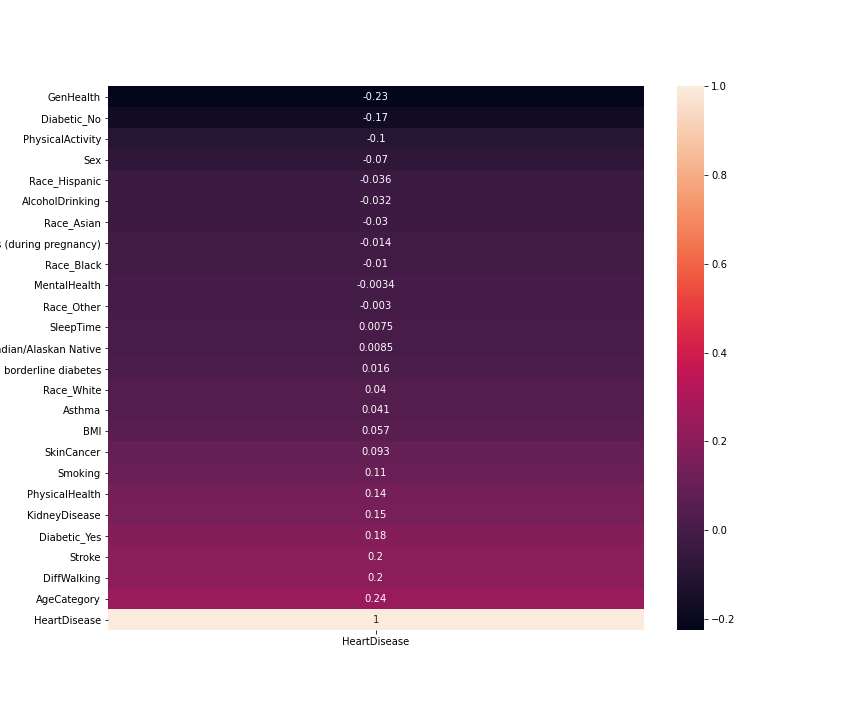 GenHealth -0.23
Diabetic_No -0.17
PhysicalActivity -0.1
Sex -0.07
Race_Hispanic -0.036
AlcoholDrinking -0.032
Race_Asian -0.03
(during pregnancy) -0.014
Race_Black -0.01
MentalHealth -0.0034
Race_Other -0.003
SleepTime 0.0075
dian/Alaskan Native 0.0085
borderline diabetes 0.016
Race_White 0.04
Asthma 0.041
BMI 0.057
SkinCancer 0.093
Smoking 0.11
PhysicalHealth 0.14
KidneyDisease 0.15
Diabetic_Yes 0.18
Stroke 0.2
DiffWalking 0.2
AgeCategory 0.24
HeartDisease 1
HeartDisease
1.0
0.8
0.6
0.4
0.2
0.0
−0.2